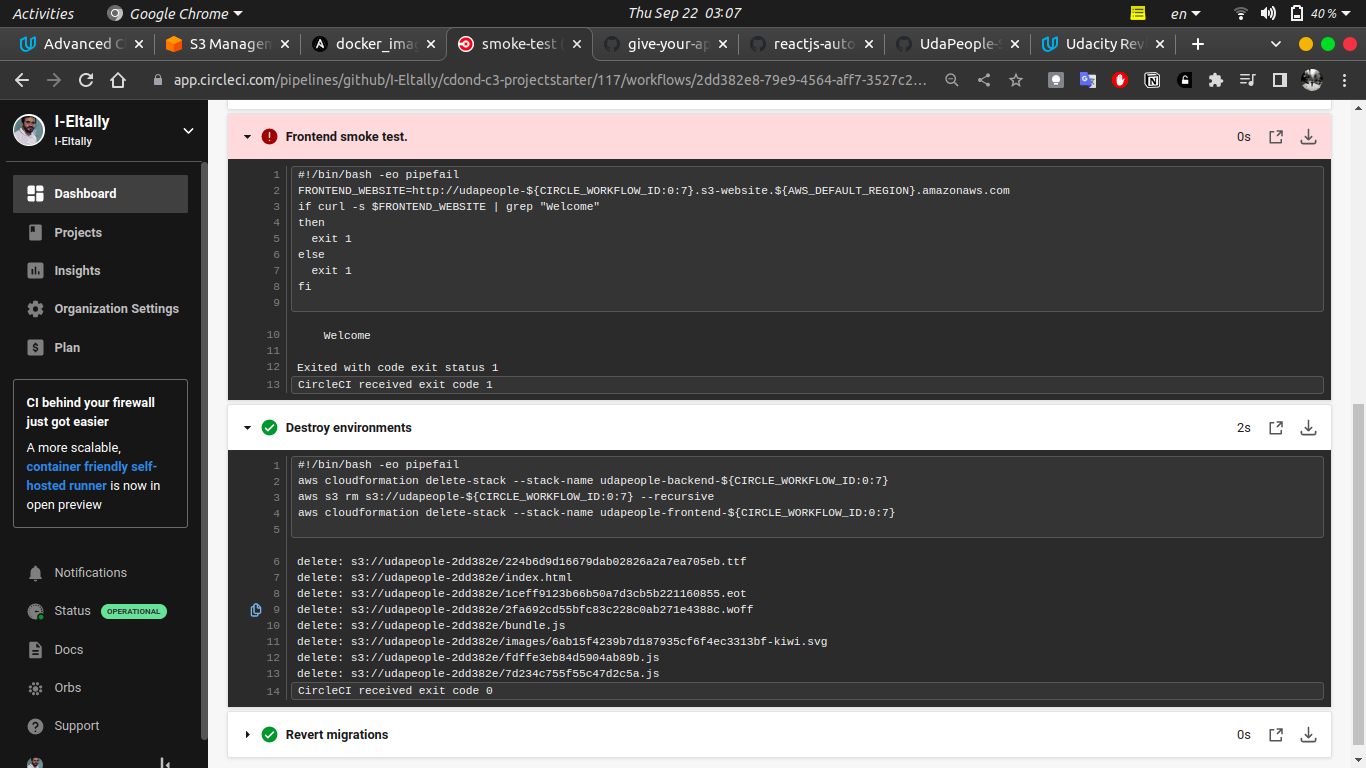 Activities
Google Chrome
Thu Sep 22 03:07
en
40 %
Advanced C
S3 Managem
docker_ima
smoke-test (
give-your-ap
reactjs-auto
UdaPeople-S
Udacity Rev
app.circleci.com/pipelines/github/I-Eltally/cdond-c3-projectstarter/117/workflows/2dd382e8-79e9-4564-aff7-3527c2...
I-Eltally
I-Eltally
Dashboard
Projects
Insights
Organization Settings
Plan
CI behind your firewall
just got easier
A more scalable,
container friendly self-
hosted runner is now in
open preview
Notifications
Status OPERATIONAL
Docs
Orbs
Support
Frontend smoke test.
0s
1 #!/bin/bash -eo pipefail
2 FRONTEND_WEBSITE=http://udapeople-${CIRCLE_WORKFLOW_ID:0:7}.s3-website.${AWS_DEFAULT_REGION}.amazonaws.com
3 if curl -s $FRONTEND_WEBSITE | grep "Welcome"
4 then
5   exit 1
6 else
7   exit 1
8 fi
9
10     Welcome
11
12 Exited with code exit status 1
13 CircleCI received exit code 1
Destroy environments
2s
1 #!/bin/bash -eo pipefail
2 aws cloudformation delete-stack --stack-name udapeople-backend-${CIRCLE_WORKFLOW_ID:0:7}
3 aws s3 rm s3://udapeople-${CIRCLE_WORKFLOW_ID:0:7} --recursive
4 aws cloudformation delete-stack --stack-name udapeople-frontend-${CIRCLE_WORKFLOW_ID:0:7}
5
6 delete: s3://udapeople-2dd382e/224b6d9d16679dab02826a2a7ea705eb.ttf
7 delete: s3://udapeople-2dd382e/index.html
8 delete: s3://udapeople-2dd382e/1ceff9123b66b50a7d3cb5b221160855.eot
9 delete: s3://udapeople-2dd382e/2fa692cd55bfc83c228c0ab271e4388c.woff
10 delete: s3://udapeople-2dd382e/bundle.js
11 delete: s3://udapeople-2dd382e/images/6ab15f4239b7d187935cf6f4ec3313bf-kiwi.svg
12 delete: s3://udapeople-2dd382e/fdffe3eb84d5904ab89b.js
13 delete: s3://udapeople-2dd382e/7d234c755f55c47d2c5a.js
14 CircleCI received exit code 0
Revert migrations
0s